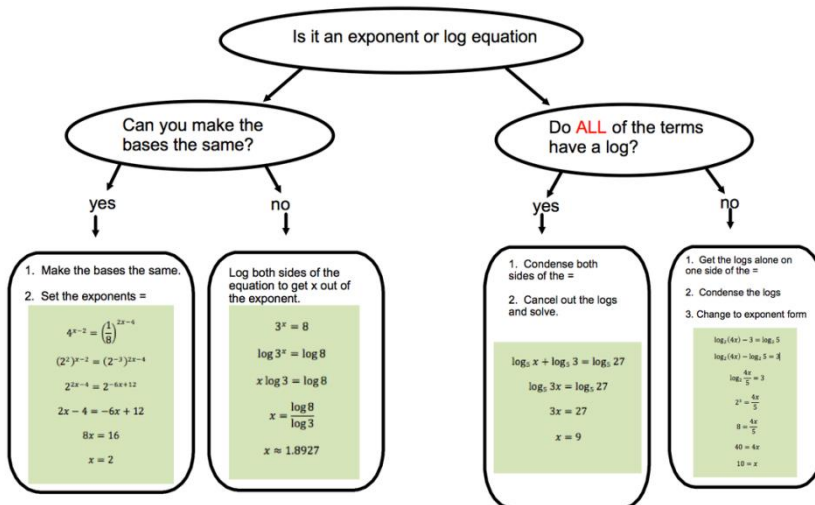 Is it an exponent or log equation
Can you make the
bases the same?
Do ALL of the terms
have a log?
yes
no
yes
no
1. Make the bases the same.
2. Set the exponents =
4^{x-2} = (1/8)^{2x-4}
(2^2)^{x-2} = (2^{-3})^{2x-4}
2^{2x-4} = 2^{-6x+12}
2x − 4 = −6x + 12
8x = 16
x = 2
Log both sides of the
equation to get x out of
the exponent.
3^x = 8
log 3^x = log 8
x log 3 = log 8
x = log 8 / log 3
x ≈ 1.8927
1. Condense both
sides of the =
2. Cancel out the logs
and solve.
log₅ x + log₅ 3 = log₅ 27
log₅ 3x = log₅ 27
3x = 27
x = 9
1. Get the logs alone on
one side of the =
2. Condense the logs
3. Change to exponent form
log₂(4x) − 3 = log₂ 5
log₂(4x) − log₂ 5 = 3
log₂ 4x/5 = 3
2³ = 4x/5
8 = 4x/5
40 = 4x
10 = x